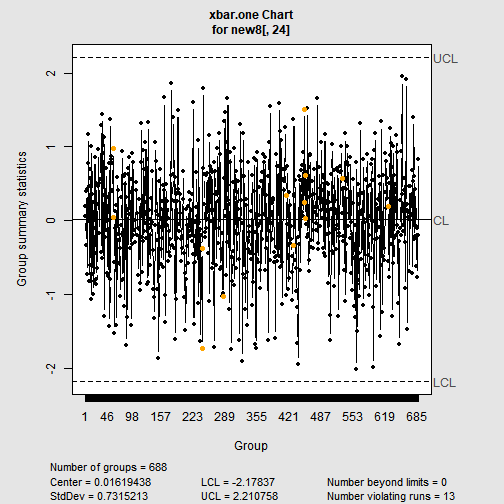 xbar.one Chart
for new8[, 24]
UCL
2
1
Group summary statistics
0
CL
-1
-2
LCL
1 46 98 157 223 289 355 421 487 553 619 685
Group
Number of groups = 688
Center = 0.01619438 LCL = -2.17837 Number beyond limits = 0
StdDev = 0.7315213 UCL = 2.210758 Number violating runs = 13